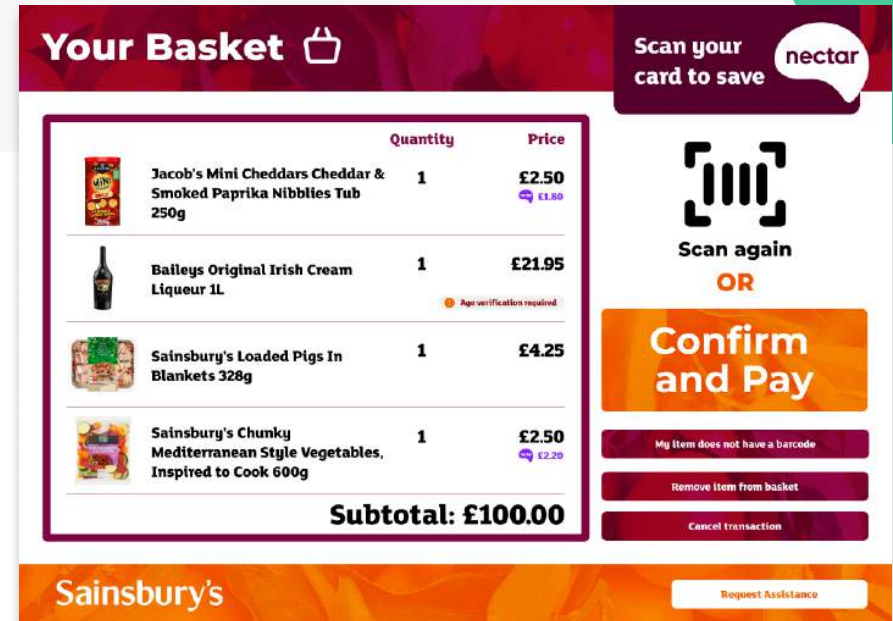 Your Basket
Scan your
card to save
nectar
Quantity
Price
Jacob's Mini Cheddars Cheddar &
Smoked Paprika Nibblies Tub
250g
1
£2.50
£1.80
Baileys Original Irish Cream
Liqueur 1L
1
£21.95
Age verification required
Sainsbury's Loaded Pigs In
Blankets 328g
1
£4.25
Sainsbury's Chunky
Mediterranean Style Vegetables,
Inspired to Cook 600g
1
£2.50
£2.20
Subtotal: £100.00
Scan again
OR
Confirm
and Pay
My item does not have a barcode
Remove item from basket
Cancel transaction
Sainsbury's
Request Assistance